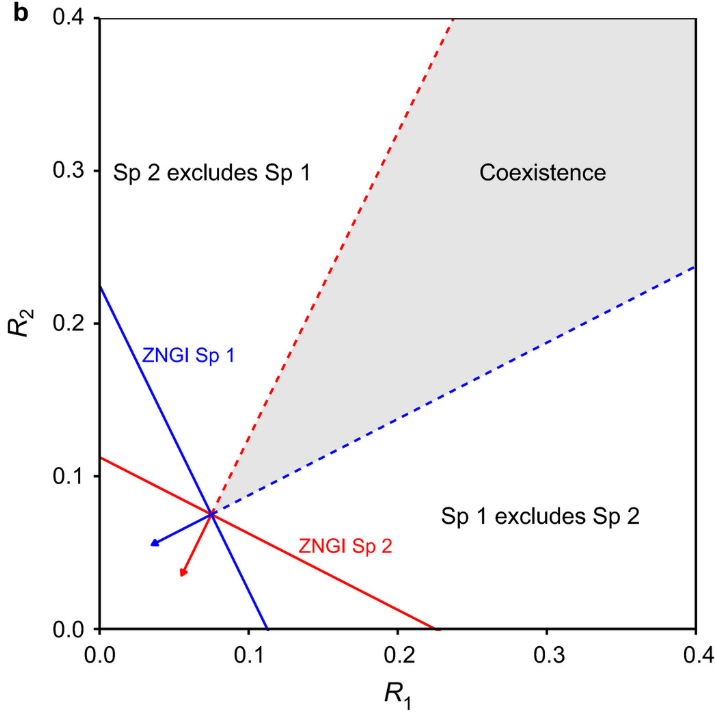 b
0.4
Sp 2 excludes Sp 1
Coexistence
0.3
R2
0.2
ZNGI Sp 1
0.1
Sp 1 excludes Sp 2
ZNGI Sp 2
0.0
0.0 0.1 0.2 0.3 0.4
R1